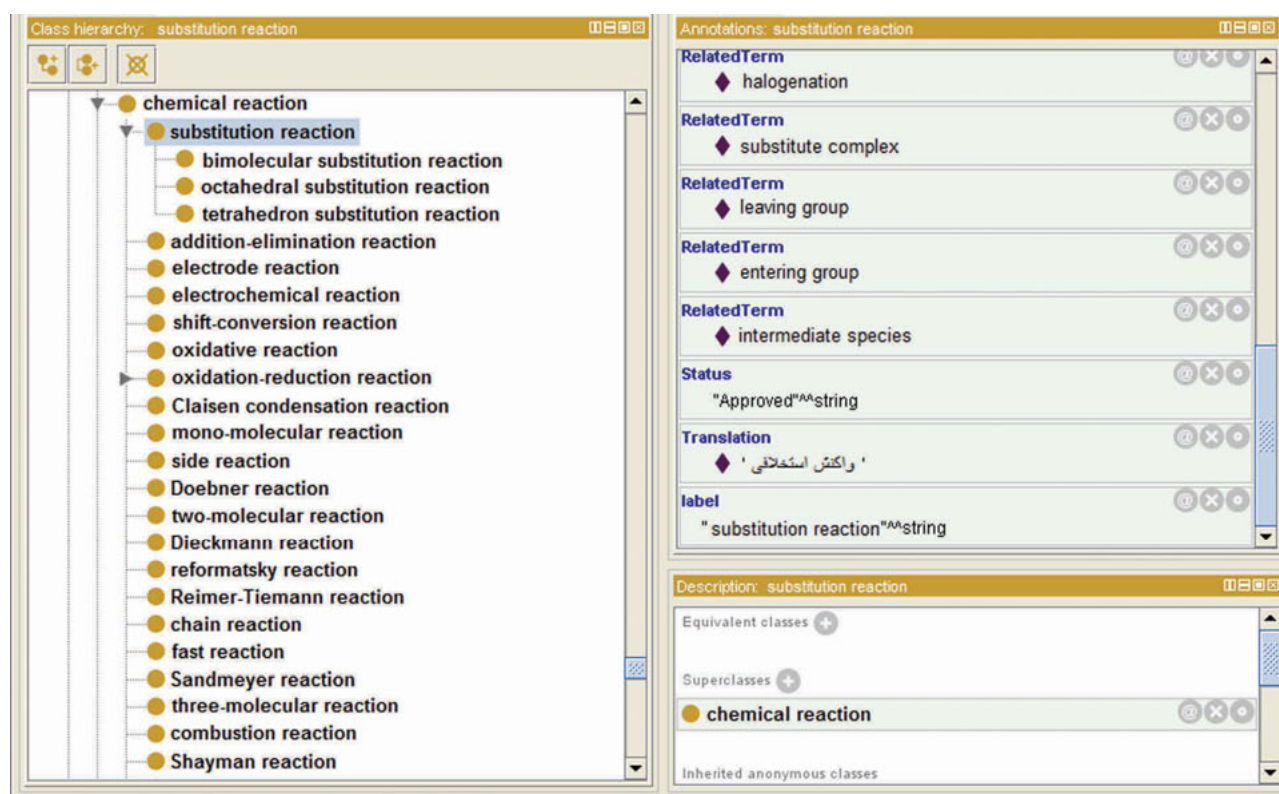 Class hierarchy: substitution reaction
chemical reaction
substitution reaction
bimolecular substitution reaction
octahedral substitution reaction
tetrahedron substitution reaction
addition-elimination reaction
electrode reaction
electrochemical reaction
shift-conversion reaction
oxidative reaction
oxidation-reduction reaction
Claisen condensation reaction
mono-molecular reaction
side reaction
Doebner reaction
two-molecular reaction
Dieckmann reaction
reformatsky reaction
Reimer-Tiemann reaction
chain reaction
fast reaction
Sandmeyer reaction
three-molecular reaction
combustion reaction
Shayman reaction
Annotations: substitution reaction
RelatedTerm
halogenation
RelatedTerm
substitute complex
RelatedTerm
leaving group
RelatedTerm
entering group
RelatedTerm
intermediate species
Status
"Approved"^^string
Translation
' واکنش استخلافی '
label
" substitution reaction"^^string
Description: substitution reaction
Equivalent classes
Superclasses
chemical reaction
Inherited anonymous classes